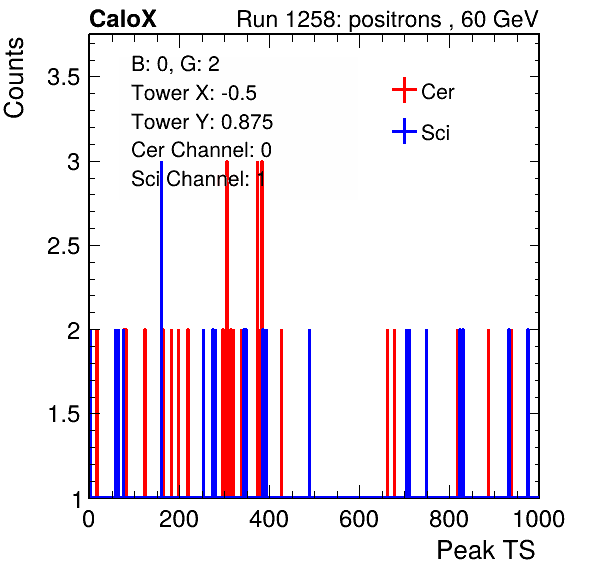 CaloX Run 1258: positrons , 60 GeV
Counts
B: 0, G: 2
Tower X: -0.5
Tower Y: 0.875
Cer Channel: 0
Sci Channel: 1
Cer
Sci
3.5
3
2.5
2
1.5
1
0 200 400 600 800 1000
Peak TS